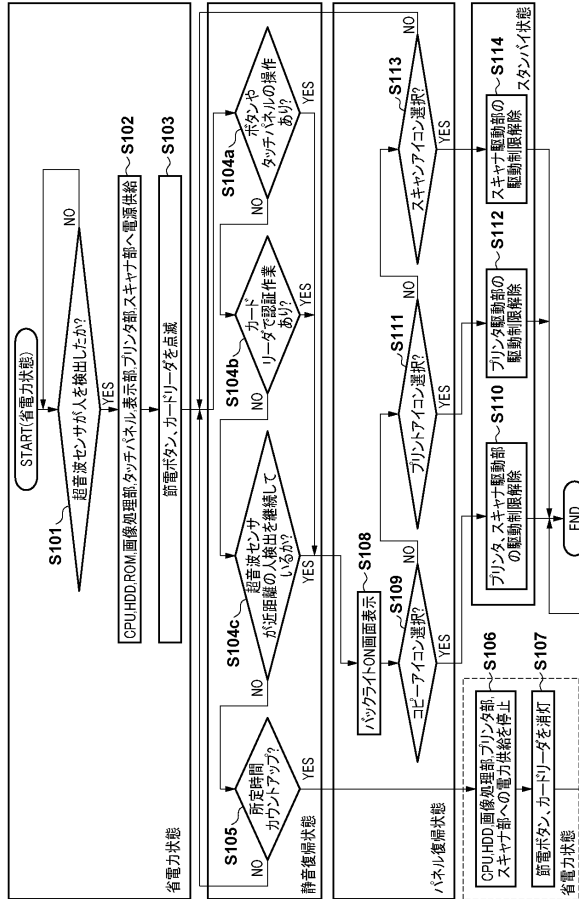 START(省電力状態)
S101
超音波センサが人を検出したか?
NO
YES
S102
CPU,HDD,ROM,画像処理部,タッチパネル,表示部,プリンタ部,スキャナ部へ電源供給
S103
節電ボタン、カードリーダを点滅
省電力状態
S104a
ボタンや
タッチパネルの操作
あり?
YES
NO
S104b
カード
リーダで認証作業
あり?
YES
NO
S104c
超音波センサ
が近距離の人検出を継続して
いるか?
YES
NO
S105
所定時間
カウントアップ?
YES
NO
静音復帰状態
S108
バックライトON画面表示
S109
コピーアイコン選択?
NO
YES
S111
プリントアイコン選択?
NO
YES
S113
スキャンアイコン選択?
NO
YES
パネル復帰状態
S106
CPU,HDD,画像処理部,プリンタ部,
スキャナ部への電力供給を停止
S107
節電ボタン、カードリーダを消灯
省電力状態
S110
プリンタ、スキャナ駆動部
の駆動制限解除
S112
プリンタ駆動部の
駆動制限解除
S114
スキャナ駆動部の
駆動制限解除
スタンバイ状態
END